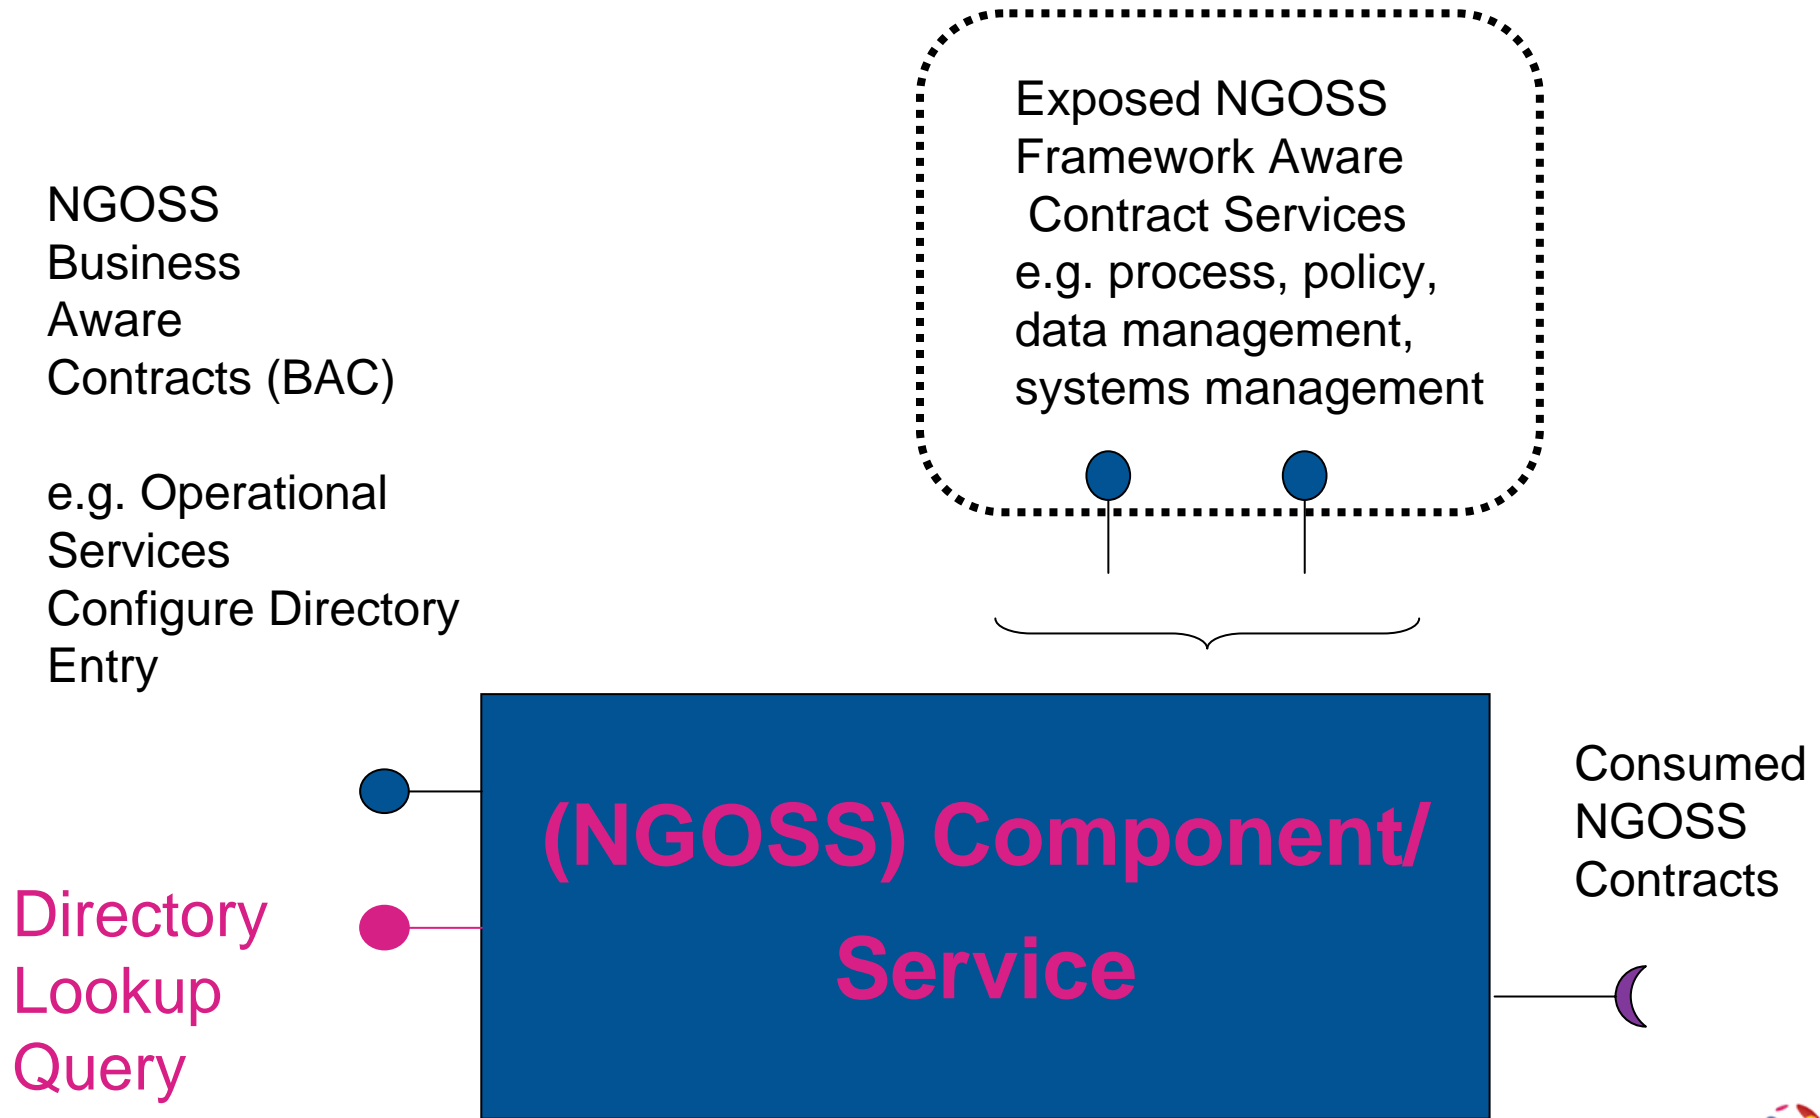 NGOSS
Business
Aware
Contracts (BAC)
e.g. Operational
Services
Configure Directory
Entry
Exposed NGOSS
Framework Aware
Contract Services
e.g. process, policy,
data management,
systems management
(NGOSS) Component/
Service
Directory
Lookup
Query
Consumed
NGOSS
Contracts